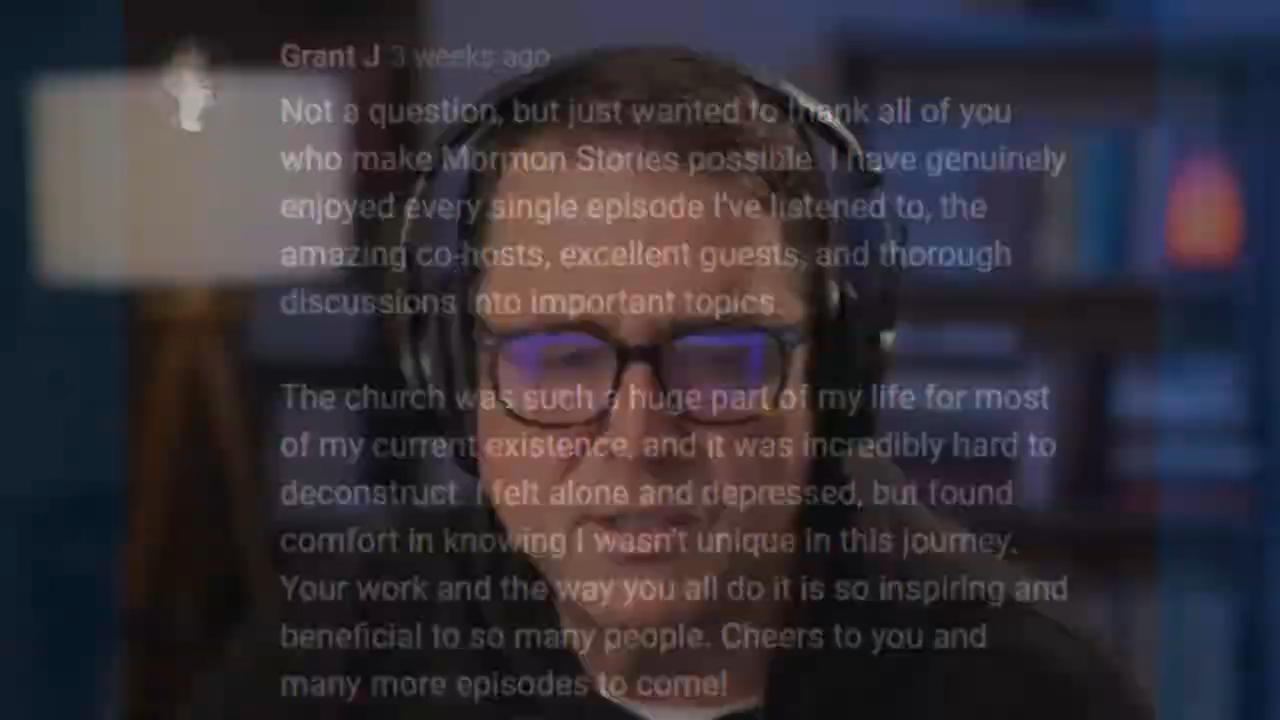 Grant J 3 weeks ago
Not a question, but just wanted to thank all of you
who make Mormon Stories possible. I have genuinely
enjoyed every single episode I've listened to, the
amazing co-hosts, excellent guests, and thorough
discussions into important topics.
The church was such a huge part of my life for most
of my current existence, and it was incredibly hard to
deconstruct. I felt alone and depressed, but found
comfort in knowing I wasn't unique in this journey.
Your work and the way you all do it is so inspiring and
beneficial to so many people. Cheers to you and
many more episodes to come!